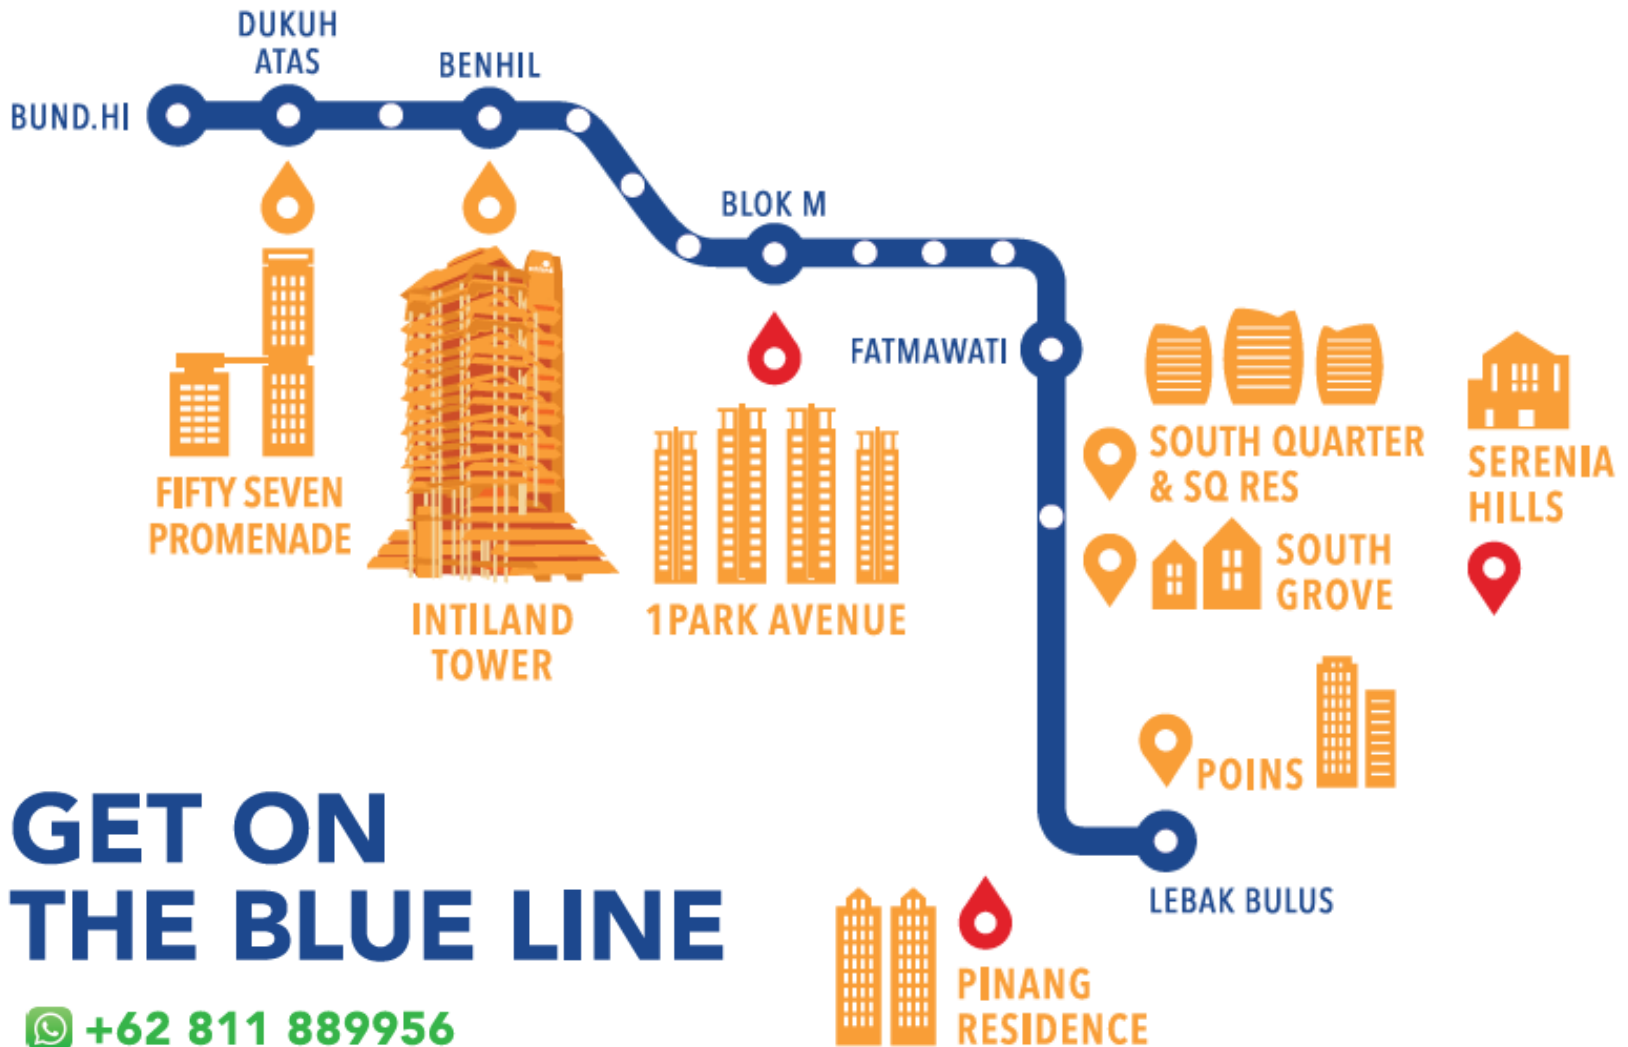 DUKUH
ATAS
BENHIL
BUND.HI
BLOK M
FATMAWATI
SOUTH QUARTER
& SQ RES
SERENIA
HILLS
FIFTY SEVEN
PROMENADE
SOUTH
GROVE
INTILAND
TOWER
1PARK AVENUE
POINS
GET ON
THE BLUE LINE
LEBAK BULUS
PINANG
RESIDENCE
+62 811 889956